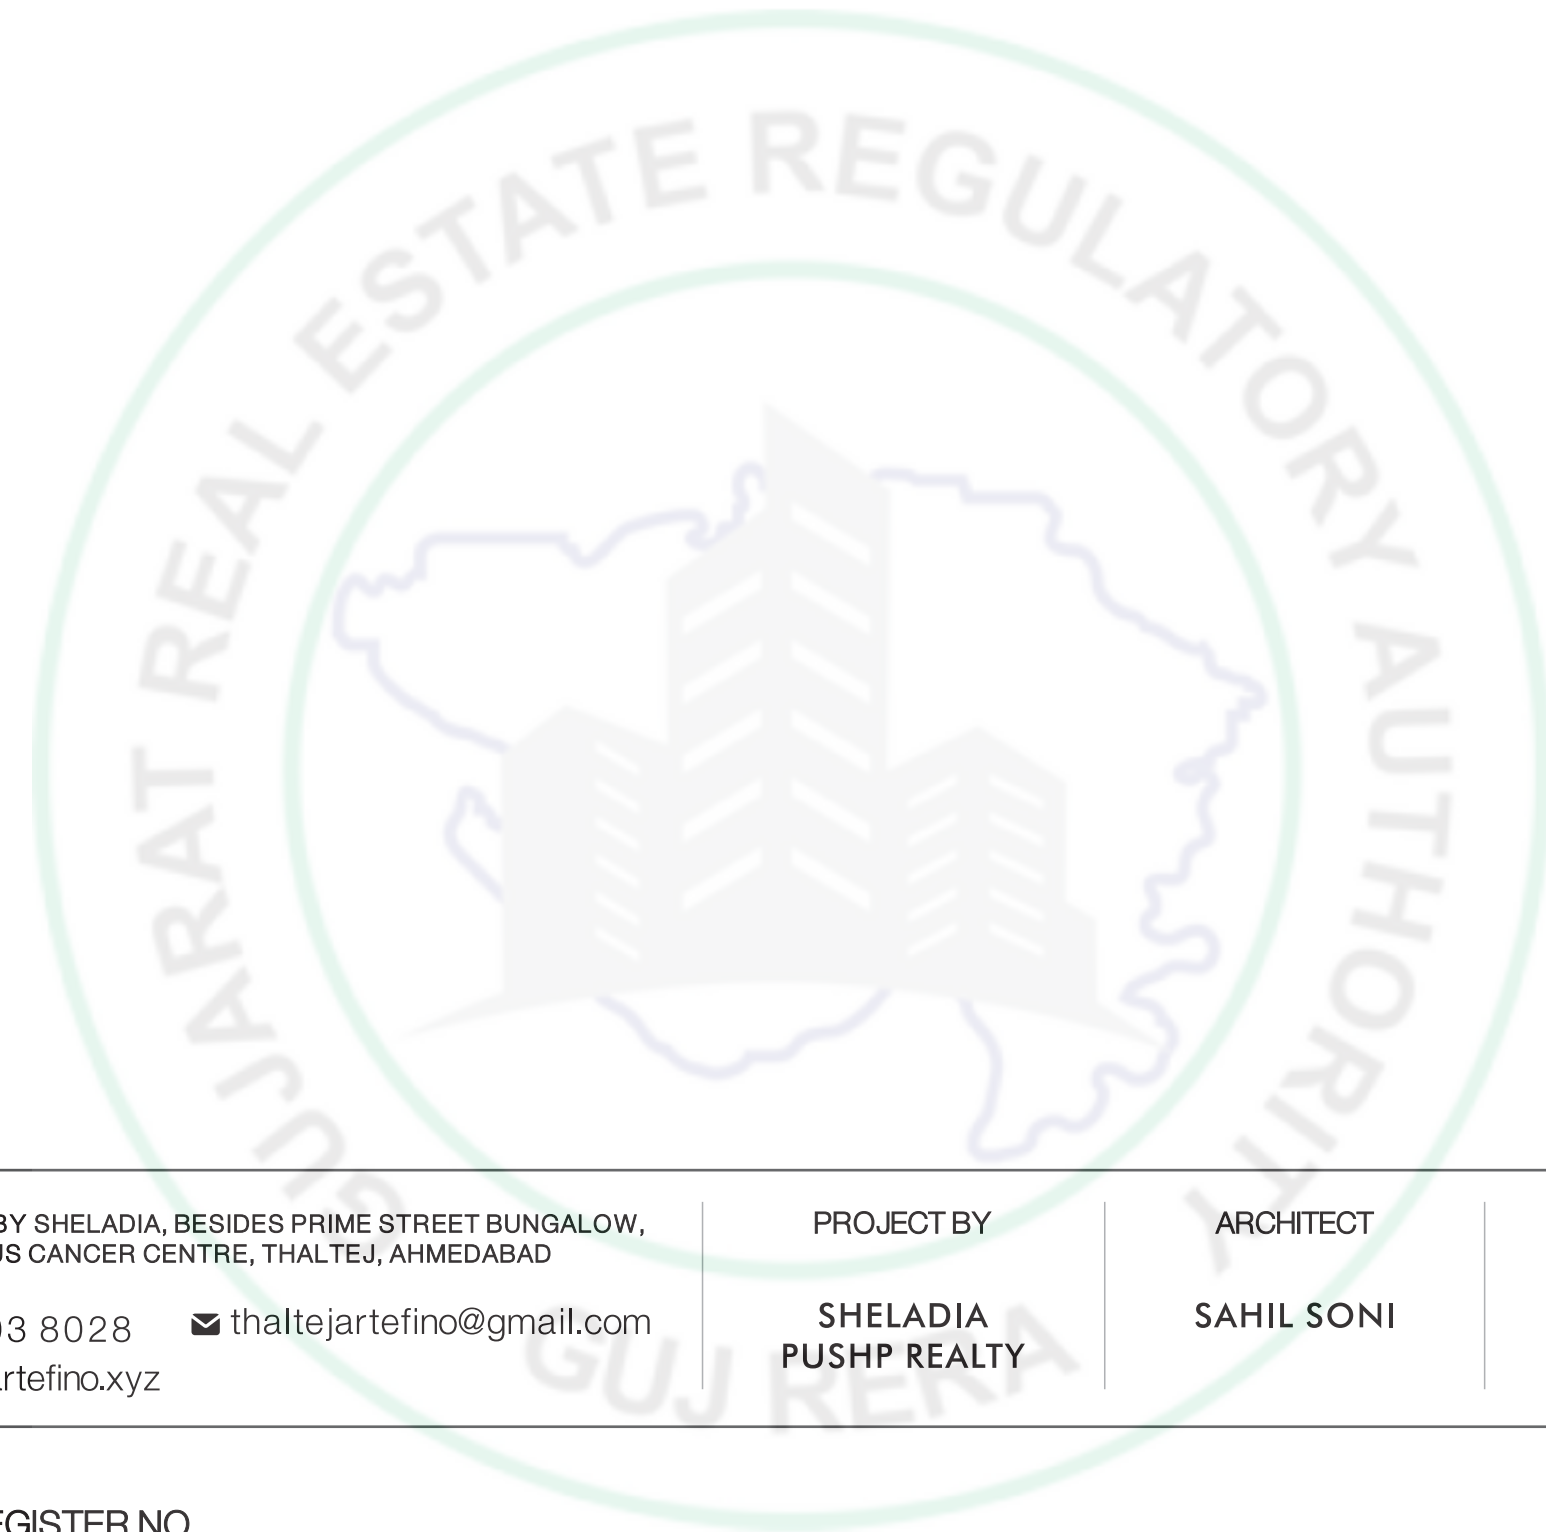 GUJARAT REAL ESTATE REGULATORY AUTHORITY
BY SHELADIA, BESIDES PRIME STREET BUNGALOW,
US CANCER CENTRE, THALTEJ, AHMEDABAD
03 8028
thaltejartefino@gmail.com
artefino.xyz
PROJECT BY
SHELADIA
PUSHP REALTY
ARCHITECT
SAHIL SONI
GUJ RERA
EGISTER NO